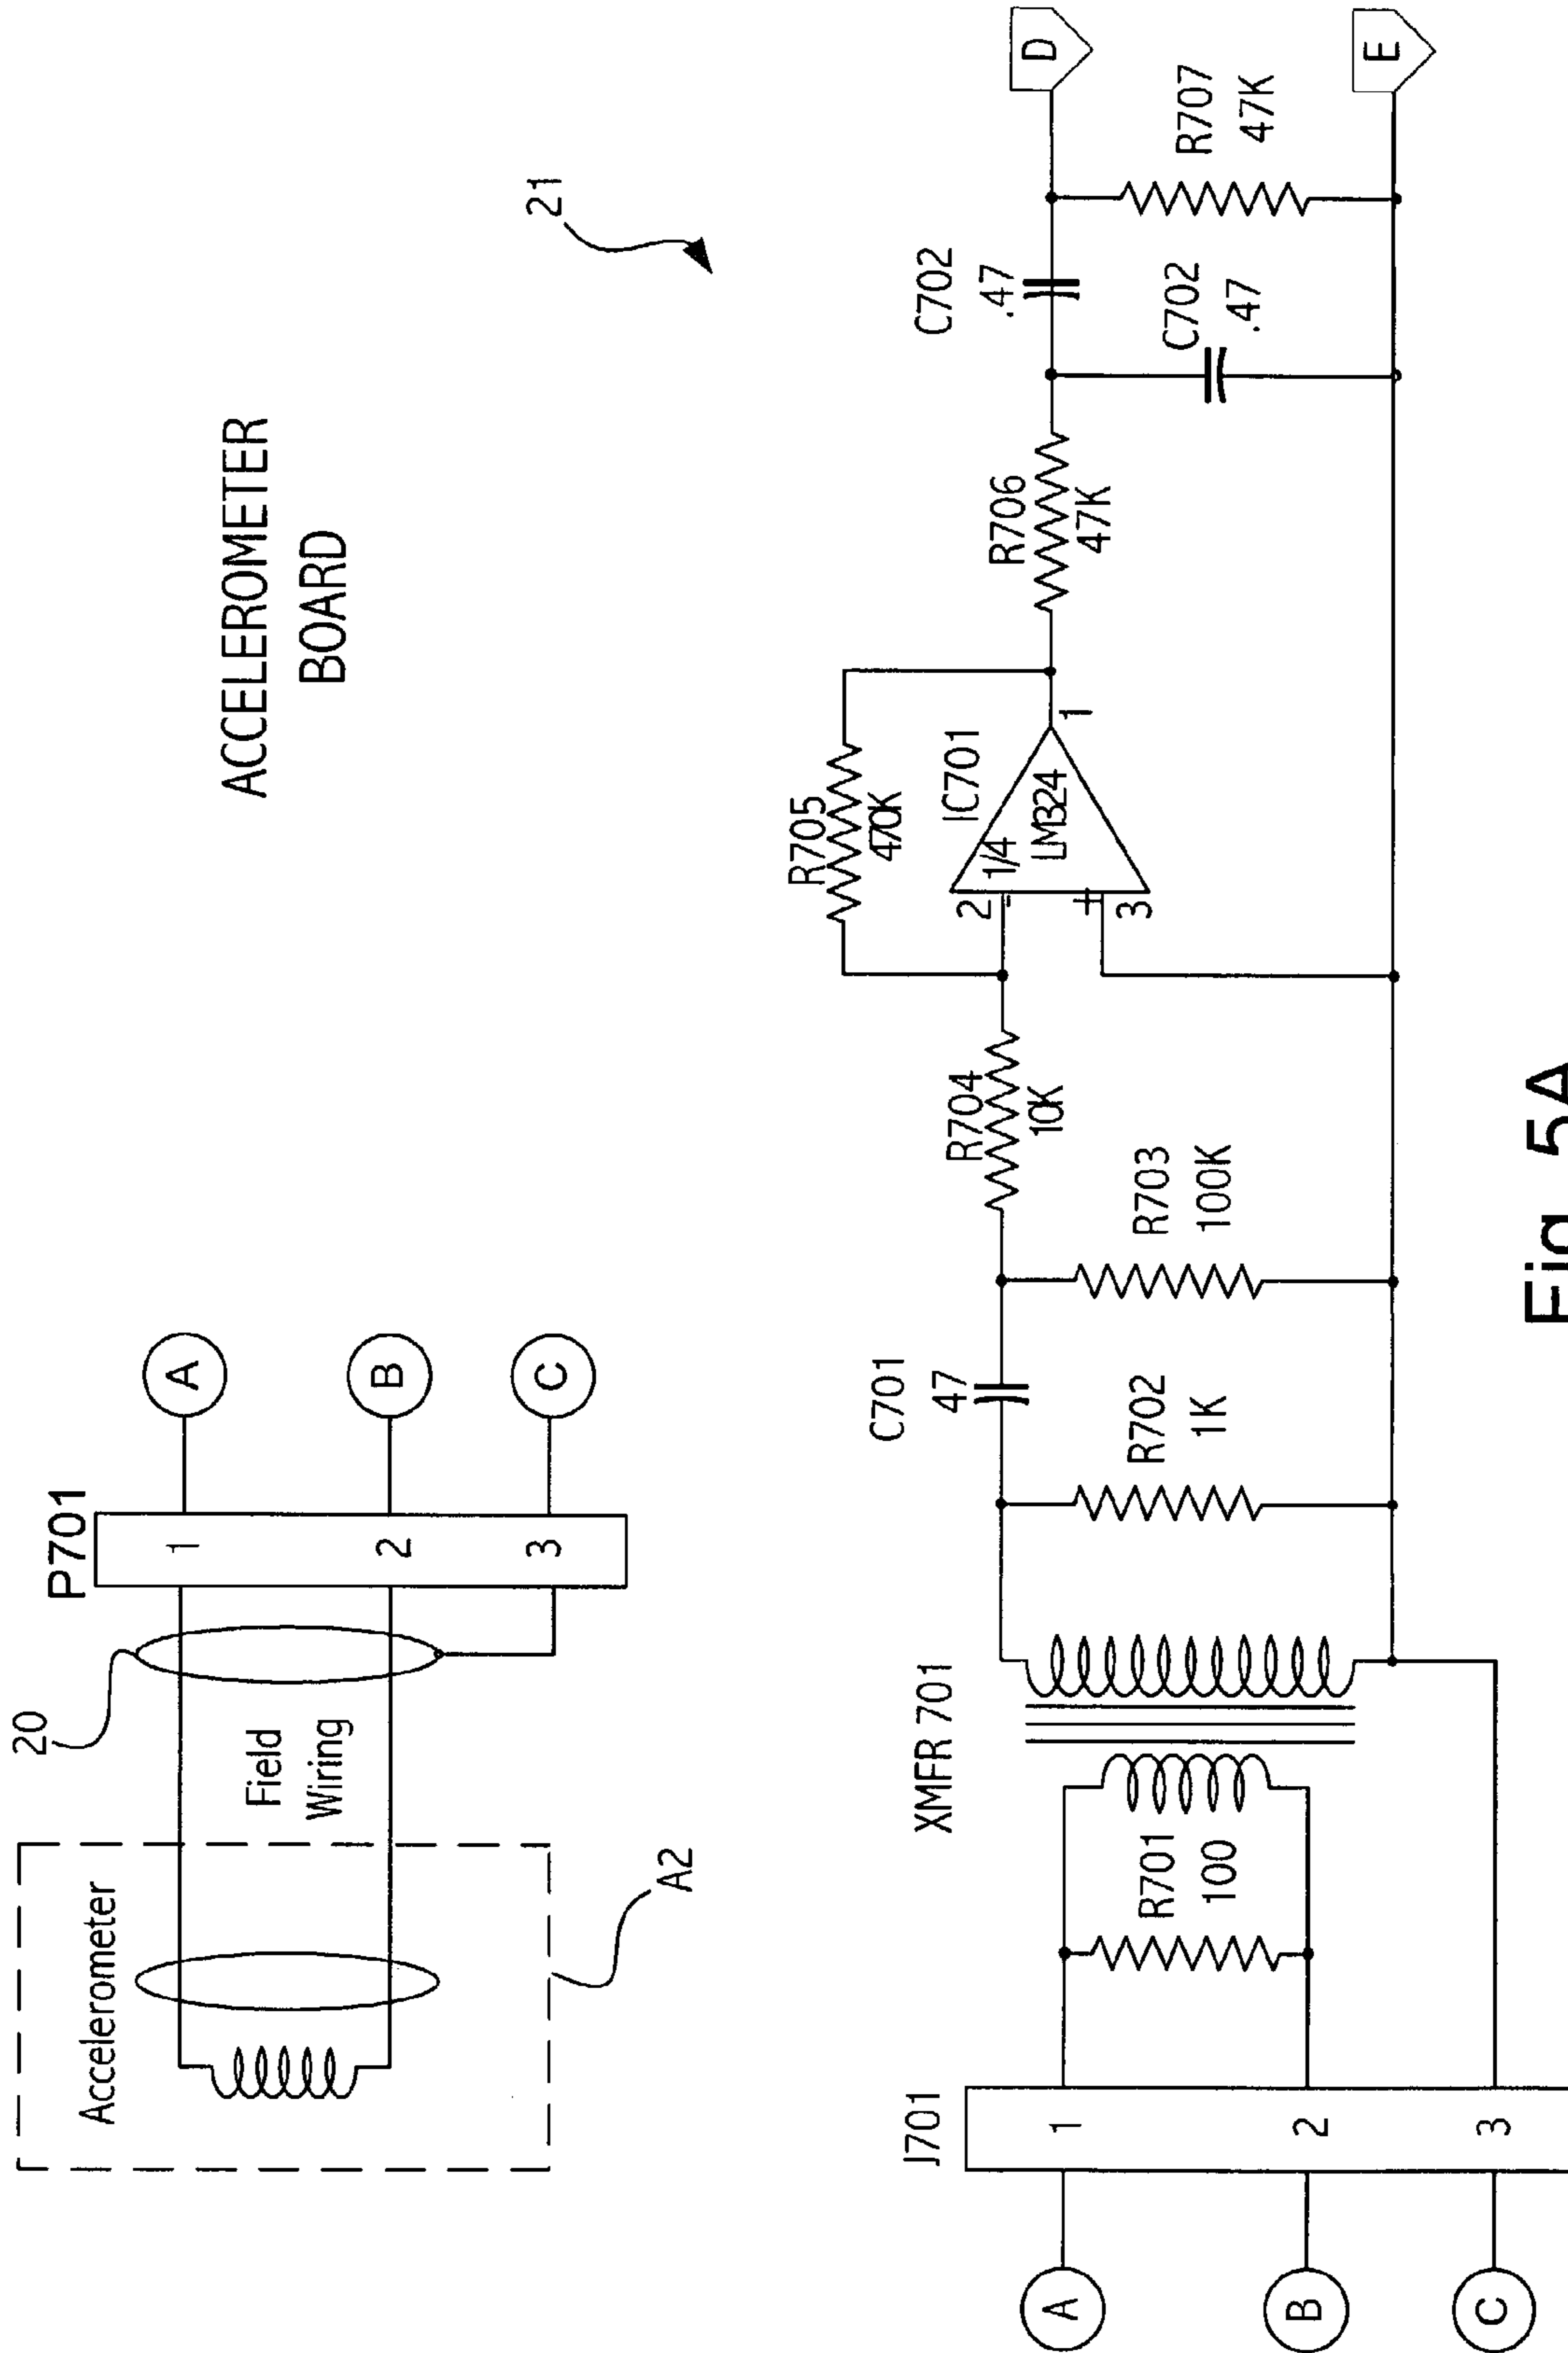 ACCELEROMETER
BOARD
Accelerometer
Field
Wiring
20
A2
P701
1
2
3
A
B
C
21
A
B
C
J701
1
2
3
R701
100
XMFR 701
R702
1K
C701
47
R703
100K
R704
10K
R705
470K
IC701
1/4
LM324
2
-
+
3
1
R706
47K
C702
.47
C702
.47
R707
47K
D
E
Fig. 5A